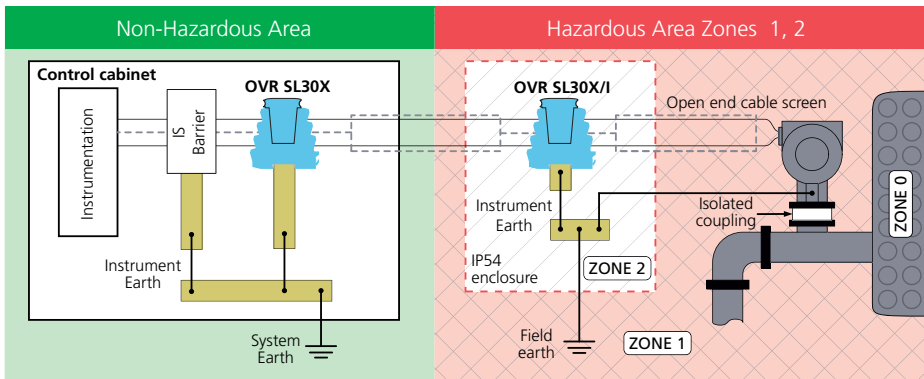 Non-Hazardous Area
Hazardous Area Zones 1, 2
Control cabinet
OVR SL30X
OVR SL30X/I
Open end cable screen
Instrumentation
IS
Barrier
Instrument
Earth
System
Earth
Instrument
Earth
IP54
enclosure
ZONE 2
Field
earth
Isolated
coupling
ZONE 0
ZONE 1